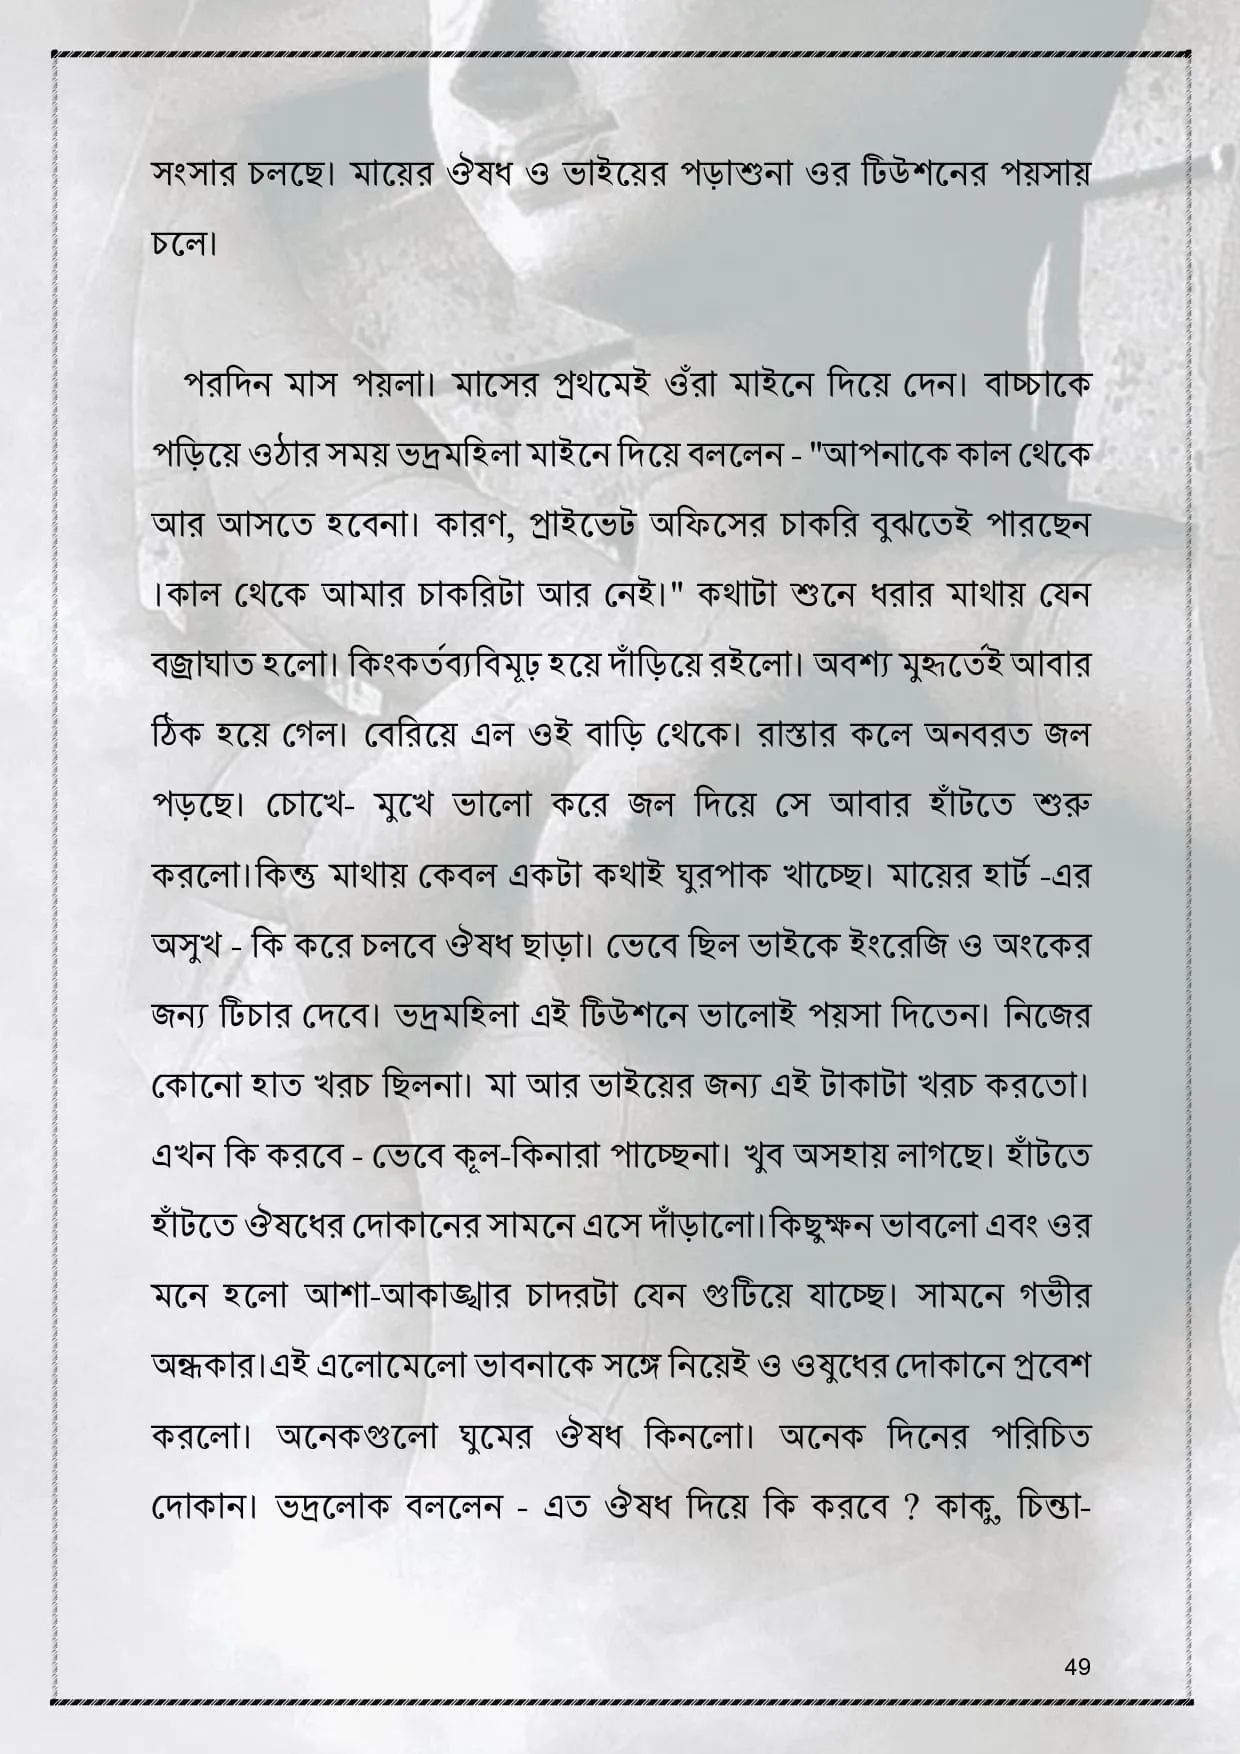 সংসার চলছে। মায়ের ঔষধ ও ভাইয়ের পড়াশুনা ওর টিউশনের পয়সায়
চলে।
পরদিন মাস পয়লা। মাসের প্রথমেই ওঁরা মাইনে দিয়ে দেন। বাচ্চাকে
পড়িয়ে ওঠার সময় ভদ্রমহিলা মাইনে দিয়ে বললেন - "আপনাকে কাল থেকে
আর আসতে হবেনা। কারণ, প্রাইভেট অফিসের চাকরি বুঝতেই পারছেন
।কাল থেকে আমার চাকরিটা আর নেই।" কথাটা শুনে ধরার মাথায় যেন
বজ্রাঘাত হলো। কিংকর্তব্যবিমূঢ় হয়ে দাঁড়িয়ে রইলো। অবশ্য মুহূর্তেই আবার
ঠিক হয়ে গেল। বেরিয়ে এল ওই বাড়ি থেকে। রাস্তার কলে অনবরত জল
পড়ছে। চোখে- মুখে ভালো করে জল দিয়ে সে আবার হাঁটতে শুরু
করলো।কিন্তু মাথায় কেবল একটা কথাই ঘুরপাক খাচ্ছে। মায়ের হার্ট -এর
অসুখ - কি করে চলবে ঔষধ ছাড়া। ভেবে ছিল ভাইকে ইংরেজি ও অংকের
জন্য টিচার দেবে। ভদ্রমহিলা এই টিউশনে ভালোই পয়সা দিতেন। নিজের
কোনো হাত খরচ ছিলনা। মা আর ভাইয়ের জন্য এই টাকাটা খরচ করতো।
এখন কি করবে - ভেবে কূল-কিনারা পাচ্ছেনা। খুব অসহায় লাগছে। হাঁটতে
হাঁটতে ঔষধের দোকানের সামনে এসে দাঁড়ালো।কিছুক্ষন ভাবলো এবং ওর
মনে হলো আশা-আকাঙ্খার চাদরটা যেন গুটিয়ে যাচ্ছে। সামনে গভীর
অন্ধকার।এই এলোমেলো ভাবনাকে সঙ্গে নিয়েই ও ওষুধের দোকানে প্রবেশ
করলো। অনেকগুলো ঘুমের ঔষধ কিনলো। অনেক দিনের পরিচিত
দোকান। ভদ্রলোক বললেন - এত ঔষধ দিয়ে কি করবে ? কাকু, চিন্তা-
49